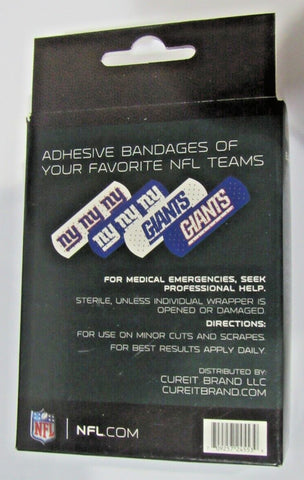 ADHESIVE BANDAGES OF
YOUR FAVORITE NFL TEAMS
ny ny ny
ny ny ny
GIANTS
GIANTS
FOR MEDICAL EMERGENCIES, SEEK
PROFESSIONAL HELP.
STERILE, UNLESS INDIVIDUAL WRAPPER IS
OPENED OR DAMAGED.
DIRECTIONS:
FOR USE ON MINOR CUTS AND SCRAPES.
FOR BEST RESULTS APPLY DAILY.
DISTRIBUTED BY:
CUREIT BRAND LLC
CUREITBRAND.COM
NFL | NFL.COM